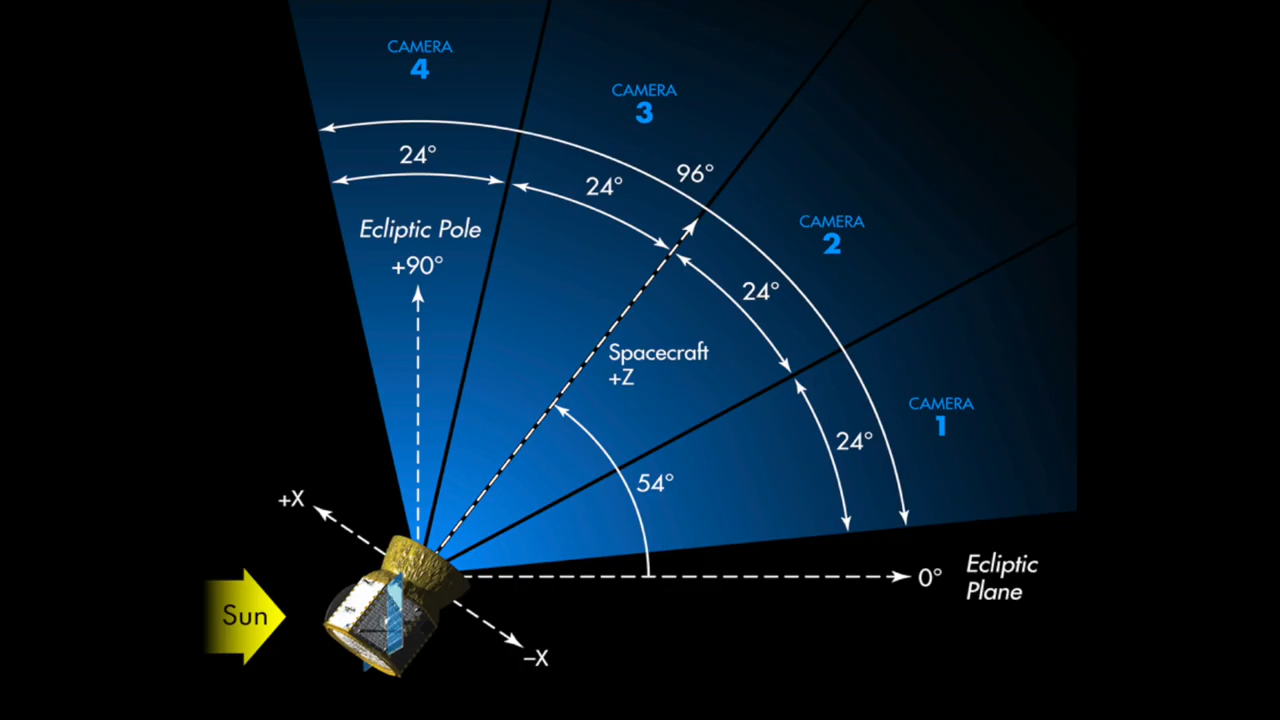 CAMERA
4
CAMERA
3
24°
24°
96°
CAMERA
2
Ecliptic Pole
+90°
24°
Spacecraft
+Z
CAMERA
1
24°
54°
+X
0°
Ecliptic
Plane
Sun
–X